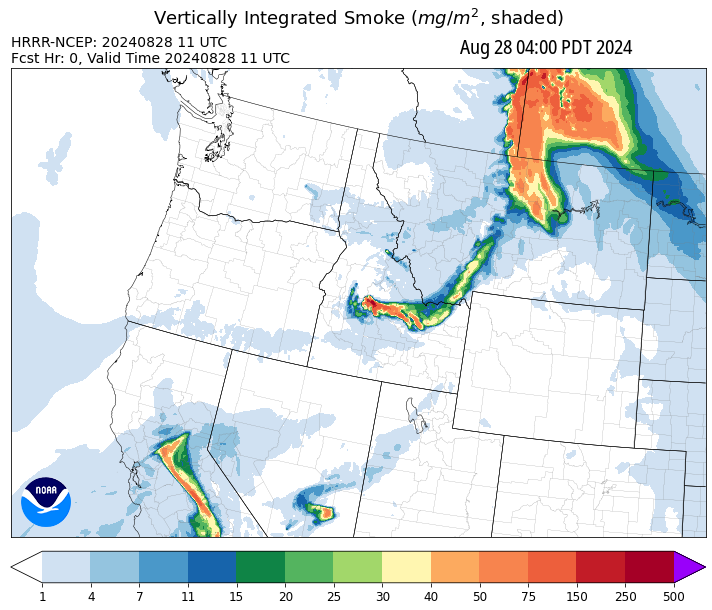 Vertically Integrated Smoke (mg/m², shaded)
HRRR-NCEP: 20240828 11 UTC
Fcst Hr: 0, Valid Time 20240828 11 UTC
Aug 28 04:00 PDT 2024
NOAA
1 4 7 11 15 20 25 30 40 50 75 150 250 500